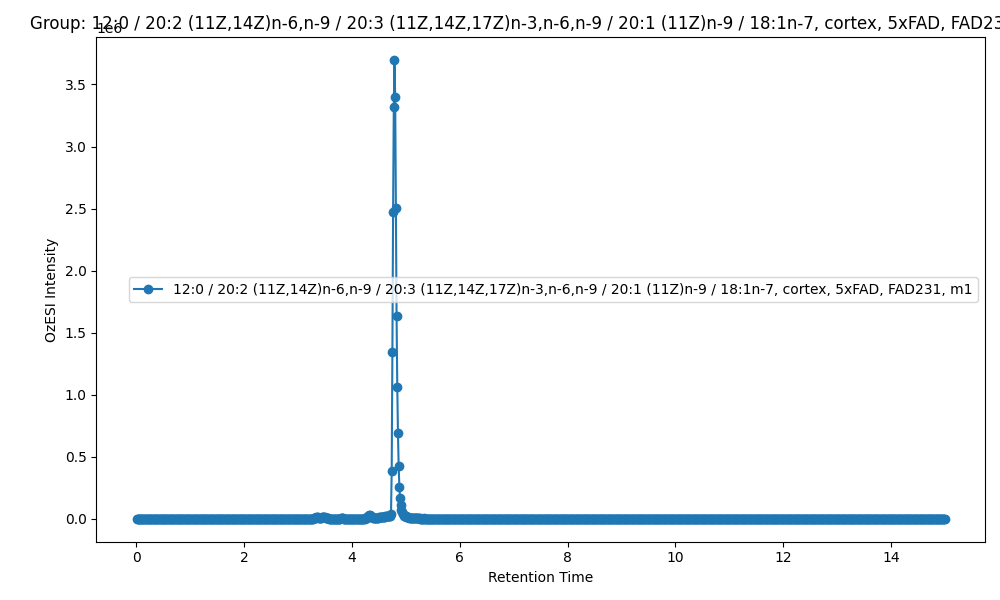 Group: 12:0 / 20:2 (11Z,14Z)n-6,n-9 / 20:3 (11Z,14Z,17Z)n-3,n-6,n-9 / 20:1 (11Z)n-9 / 18:1n-7, cortex, 5xFAD, FAD23
1e6
3.5
3.0
2.5
2.0
1.5
1.0
0.5
0.0
OzESI Intensity
12:0 / 20:2 (11Z,14Z)n-6,n-9 / 20:3 (11Z,14Z,17Z)n-3,n-6,n-9 / 20:1 (11Z)n-9 / 18:1n-7, cortex, 5xFAD, FAD231, m1
0 2 4 6 8 10 12 14
Retention Time